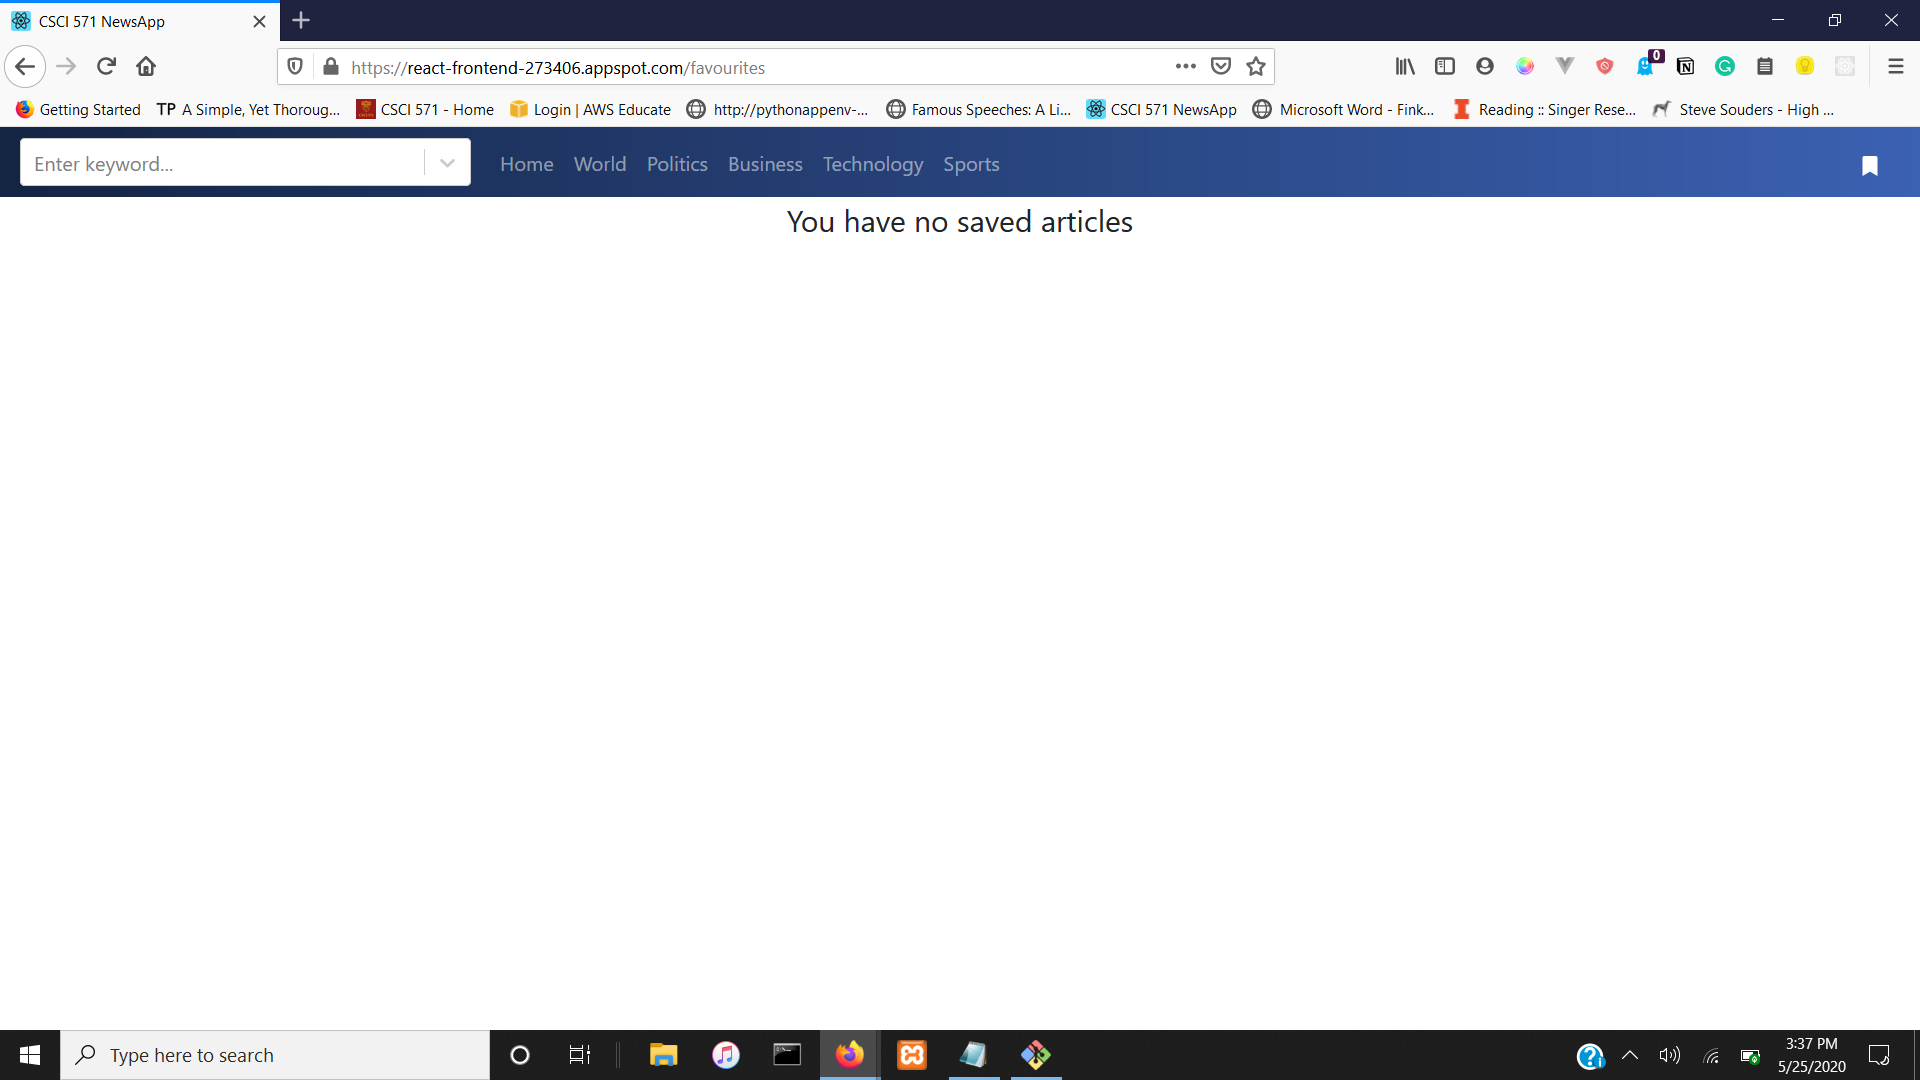 CSCI 571 NewsApp
https://react-frontend-273406.appspot.com/favourites
0
Getting Started TP A Simple, Yet Thoroug... CSCI 571 - Home Login | AWS Educate http://pythonappenv-... Famous Speeches: A Li... CSCI 571 NewsApp Microsoft Word - Fink... Reading :: Singer Rese... Steve Souders - High ...
Enter keyword... Home World Politics Business Technology Sports
You have no saved articles
Type here to search
3:37 PM
5/25/2020